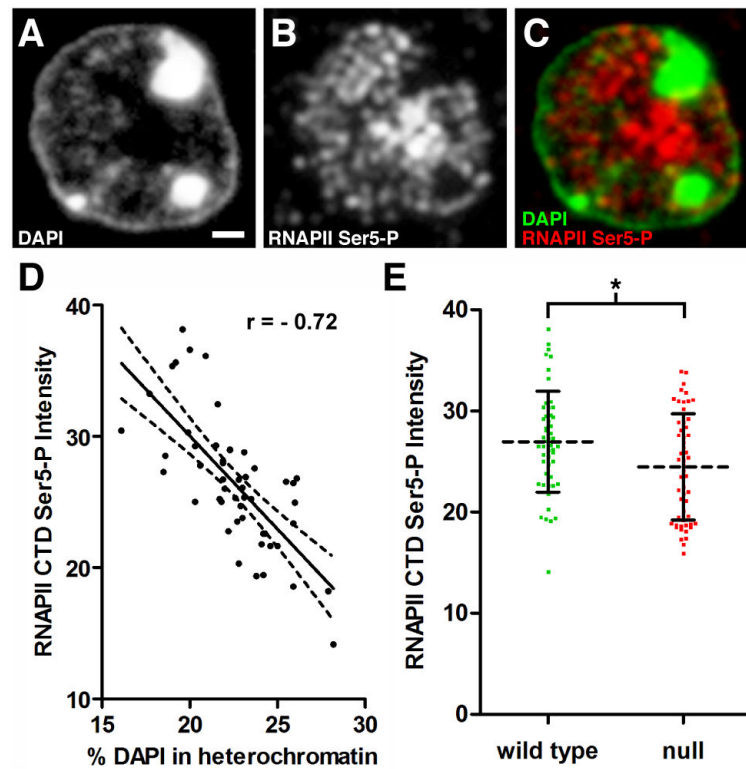 A
B
C
DAPI
RNAPII Ser5-P
DAPI
RNAPII Ser5-P
D
r = - 0.72
RNAPII CTD Ser5-P Intensity
40
30
20
10
15
20
25
30
% DAPI in heterochromatin
E
*
RNAPII CTD Ser5-P Intensity
40
30
20
10
0
wild type
null